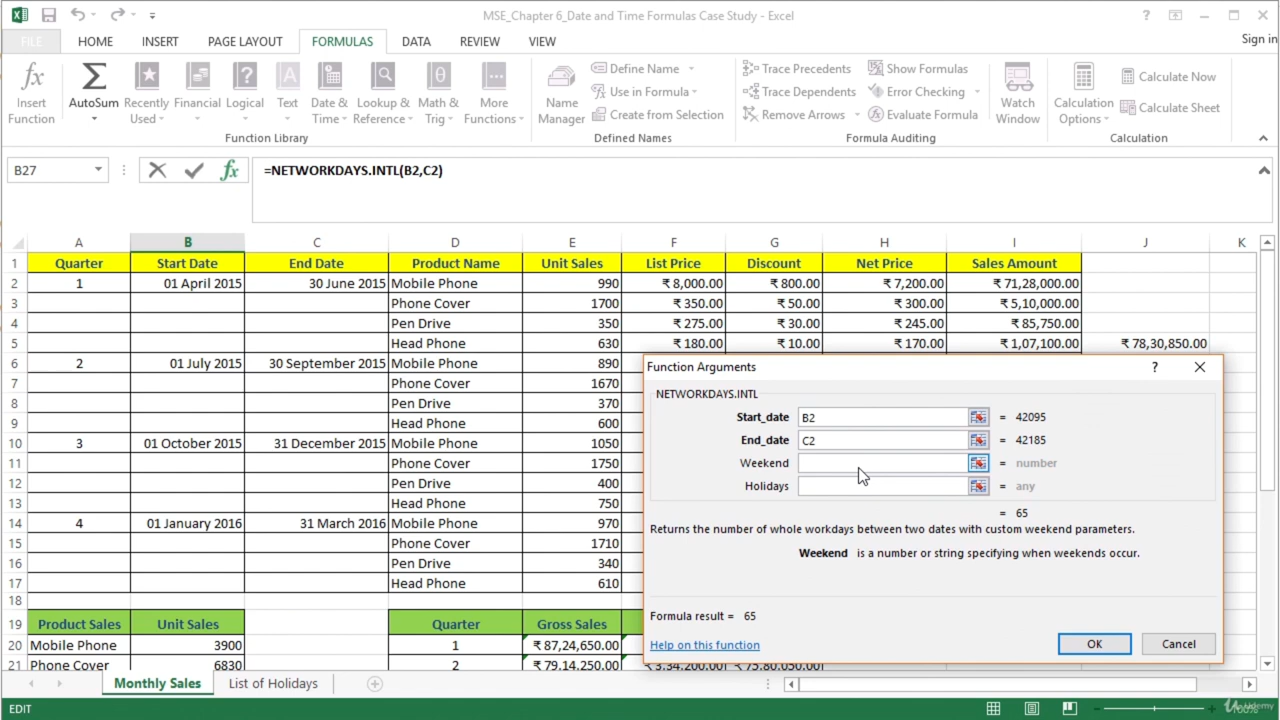 MSE_Chapter 6_Date and Time Formulas Case Study - Excel
FILE HOME INSERT PAGE LAYOUT FORMULAS DATA REVIEW VIEW Sign in
Insert Function
AutoSum
Recently Used
Financial
Logical
Text
Date & Time
Lookup & Reference
Math & Trig
More Functions
Function Library
Name Manager
Define Name
Use in Formula
Create from Selection
Defined Names
Trace Precedents
Trace Dependents
Remove Arrows
Show Formulas
Error Checking
Evaluate Formula
Formula Auditing
Watch Window
Calculation Options
Calculate Now
Calculate Sheet
Calculation
B27 fx =NETWORKDAYS.INTL(B2,C2)
A B C D E F G H I J K
1 Quarter Start Date End Date Product Name Unit Sales List Price Discount Net Price Sales Amount
2 1 01 April 2015 30 June 2015 Mobile Phone 990 ₹ 8,000.00 ₹ 800.00 ₹ 7,200.00 ₹ 71,28,000.00
3 Phone Cover 1700 ₹ 350.00 ₹ 50.00 ₹ 300.00 ₹ 5,10,000.00
4 Pen Drive 350 ₹ 275.00 ₹ 30.00 ₹ 245.00 ₹ 85,750.00
5 Head Phone 630 ₹ 180.00 ₹ 10.00 ₹ 170.00 ₹ 1,07,100.00 ₹ 78,30,850.00
6 2 01 July 2015 30 September 2015 Mobile Phone 890
7 Phone Cover 1670
8 Pen Drive 370
9 Head Phone 600
10 3 01 October 2015 31 December 2015 Mobile Phone 1050
11 Phone Cover 1750
12 Pen Drive 400
13 Head Phone 750
14 4 01 January 2016 31 March 2016 Mobile Phone 970
15 Phone Cover 1710
16 Pen Drive 340
17 Head Phone 610
18
19 Product Sales Unit Sales Quarter Gross Sales
20 Mobile Phone 3900 1 ₹ 87,24,650.00
21 Phone Cover 6830 2 ₹ 79,14,250.00 ₹ 3,34,200.00 ₹ 75,80,050.00
Function Arguments
NETWORKDAYS.INTL
Start_date B2 = 42095
End_date C2 = 42185
Weekend = number
Holidays = any
= 65
Returns the number of whole workdays between two dates with custom weekend parameters.
Weekend is a number or string specifying when weekends occur.
Formula result = 65
Help on this function
OK Cancel
Monthly Sales List of Holidays
EDIT
100%
Udemy